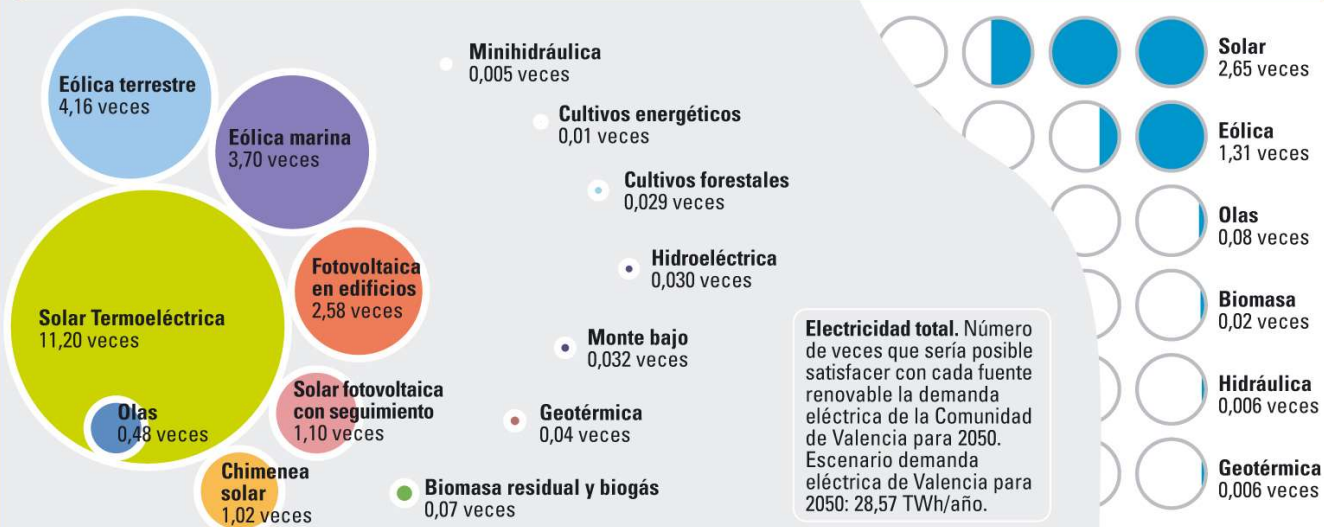 Eólica terrestre
4,16 veces
Eólica marina
3,70 veces
Solar Termoeléctrica
11,20 veces
Fotovoltaica
en edificios
2,58 veces
Olas
0,48 veces
Solar fotovoltaica
con seguimiento
1,10 veces
Chimenea
solar
1,02 veces
Minihidráulica
0,005 veces
Cultivos energéticos
0,01 veces
Cultivos forestales
0,029 veces
Hidroeléctrica
0,030 veces
Monte bajo
0,032 veces
Geotérmica
0,04 veces
Biomasa residual y biogás
0,07 veces
Electricidad total. Número
de veces que sería posible
satisfacer con cada fuente
renovable la demanda
eléctrica de la Comunidad
de Valencia para 2050.
Escenario demanda
eléctrica de Valencia para
2050: 28,57 TWh/año.
Solar
2,65 veces
Eólica
1,31 veces
Olas
0,08 veces
Biomasa
0,02 veces
Hidráulica
0,006 veces
Geotérmica
0,006 veces